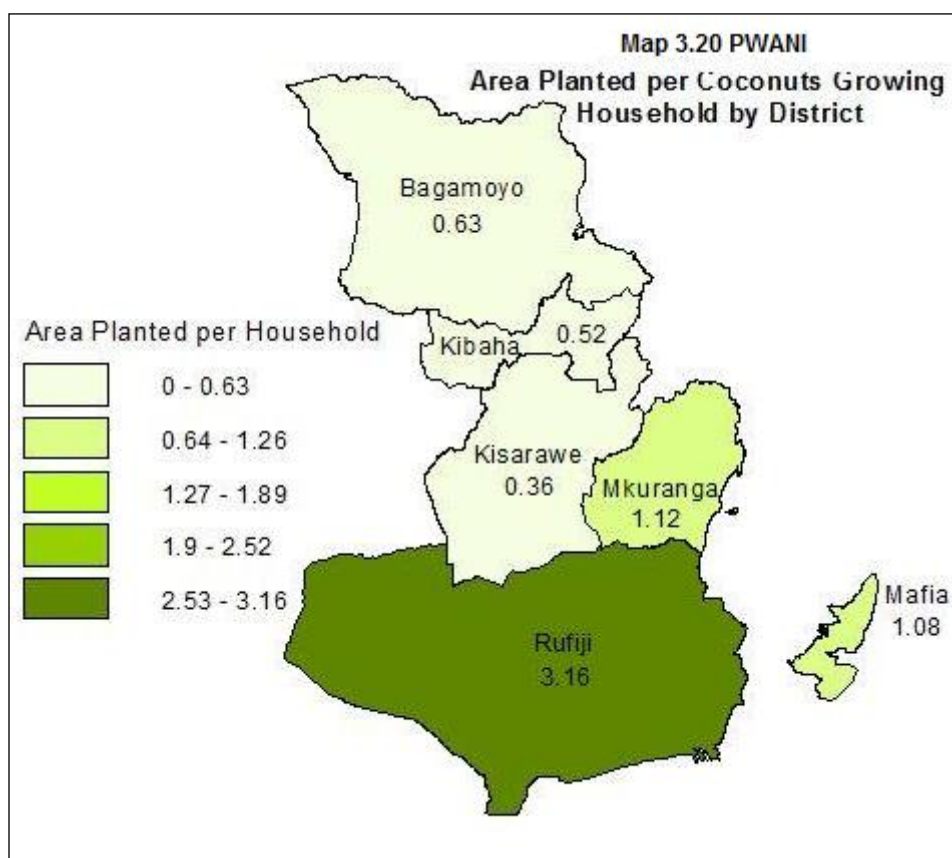 Map 3.20 PWANI
Area Planted per Coconuts Growing
Household by District
Bagamoyo
0.63
Kibaha
0.52
Kisarawe
0.36
Mkuranga
1.12
Mafia
1.08
Rufiji
3.16
Area Planted per Household
0 - 0.63
0.64 - 1.26
1.27 - 1.89
1.9 - 2.52
2.53 - 3.16